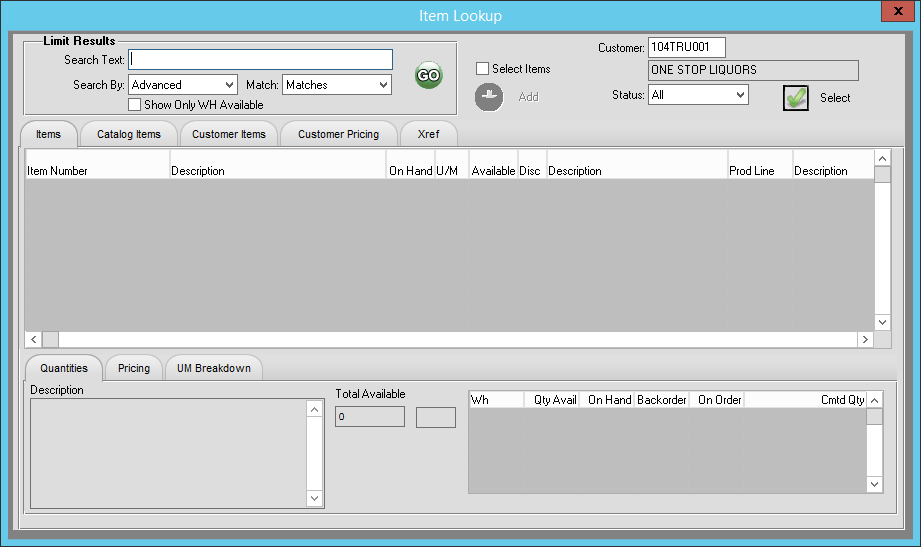 Item Lookup
X
Limit Results
Search Text:
Search By: Advanced Match: Matches
Show Only WH Available
GO
Select Items
Add
Customer: 104TRU001
ONE STOP LIQUORS
Status: All
Select
Items Catalog Items Customer Items Customer Pricing Xref
Item Number Description On Hand U/M Available Disc Description Prod Line Description
Quantities Pricing UM Breakdown
Description
Total Available
0
Wh Qty Avail On Hand Backorder On Order Cmtd Qty